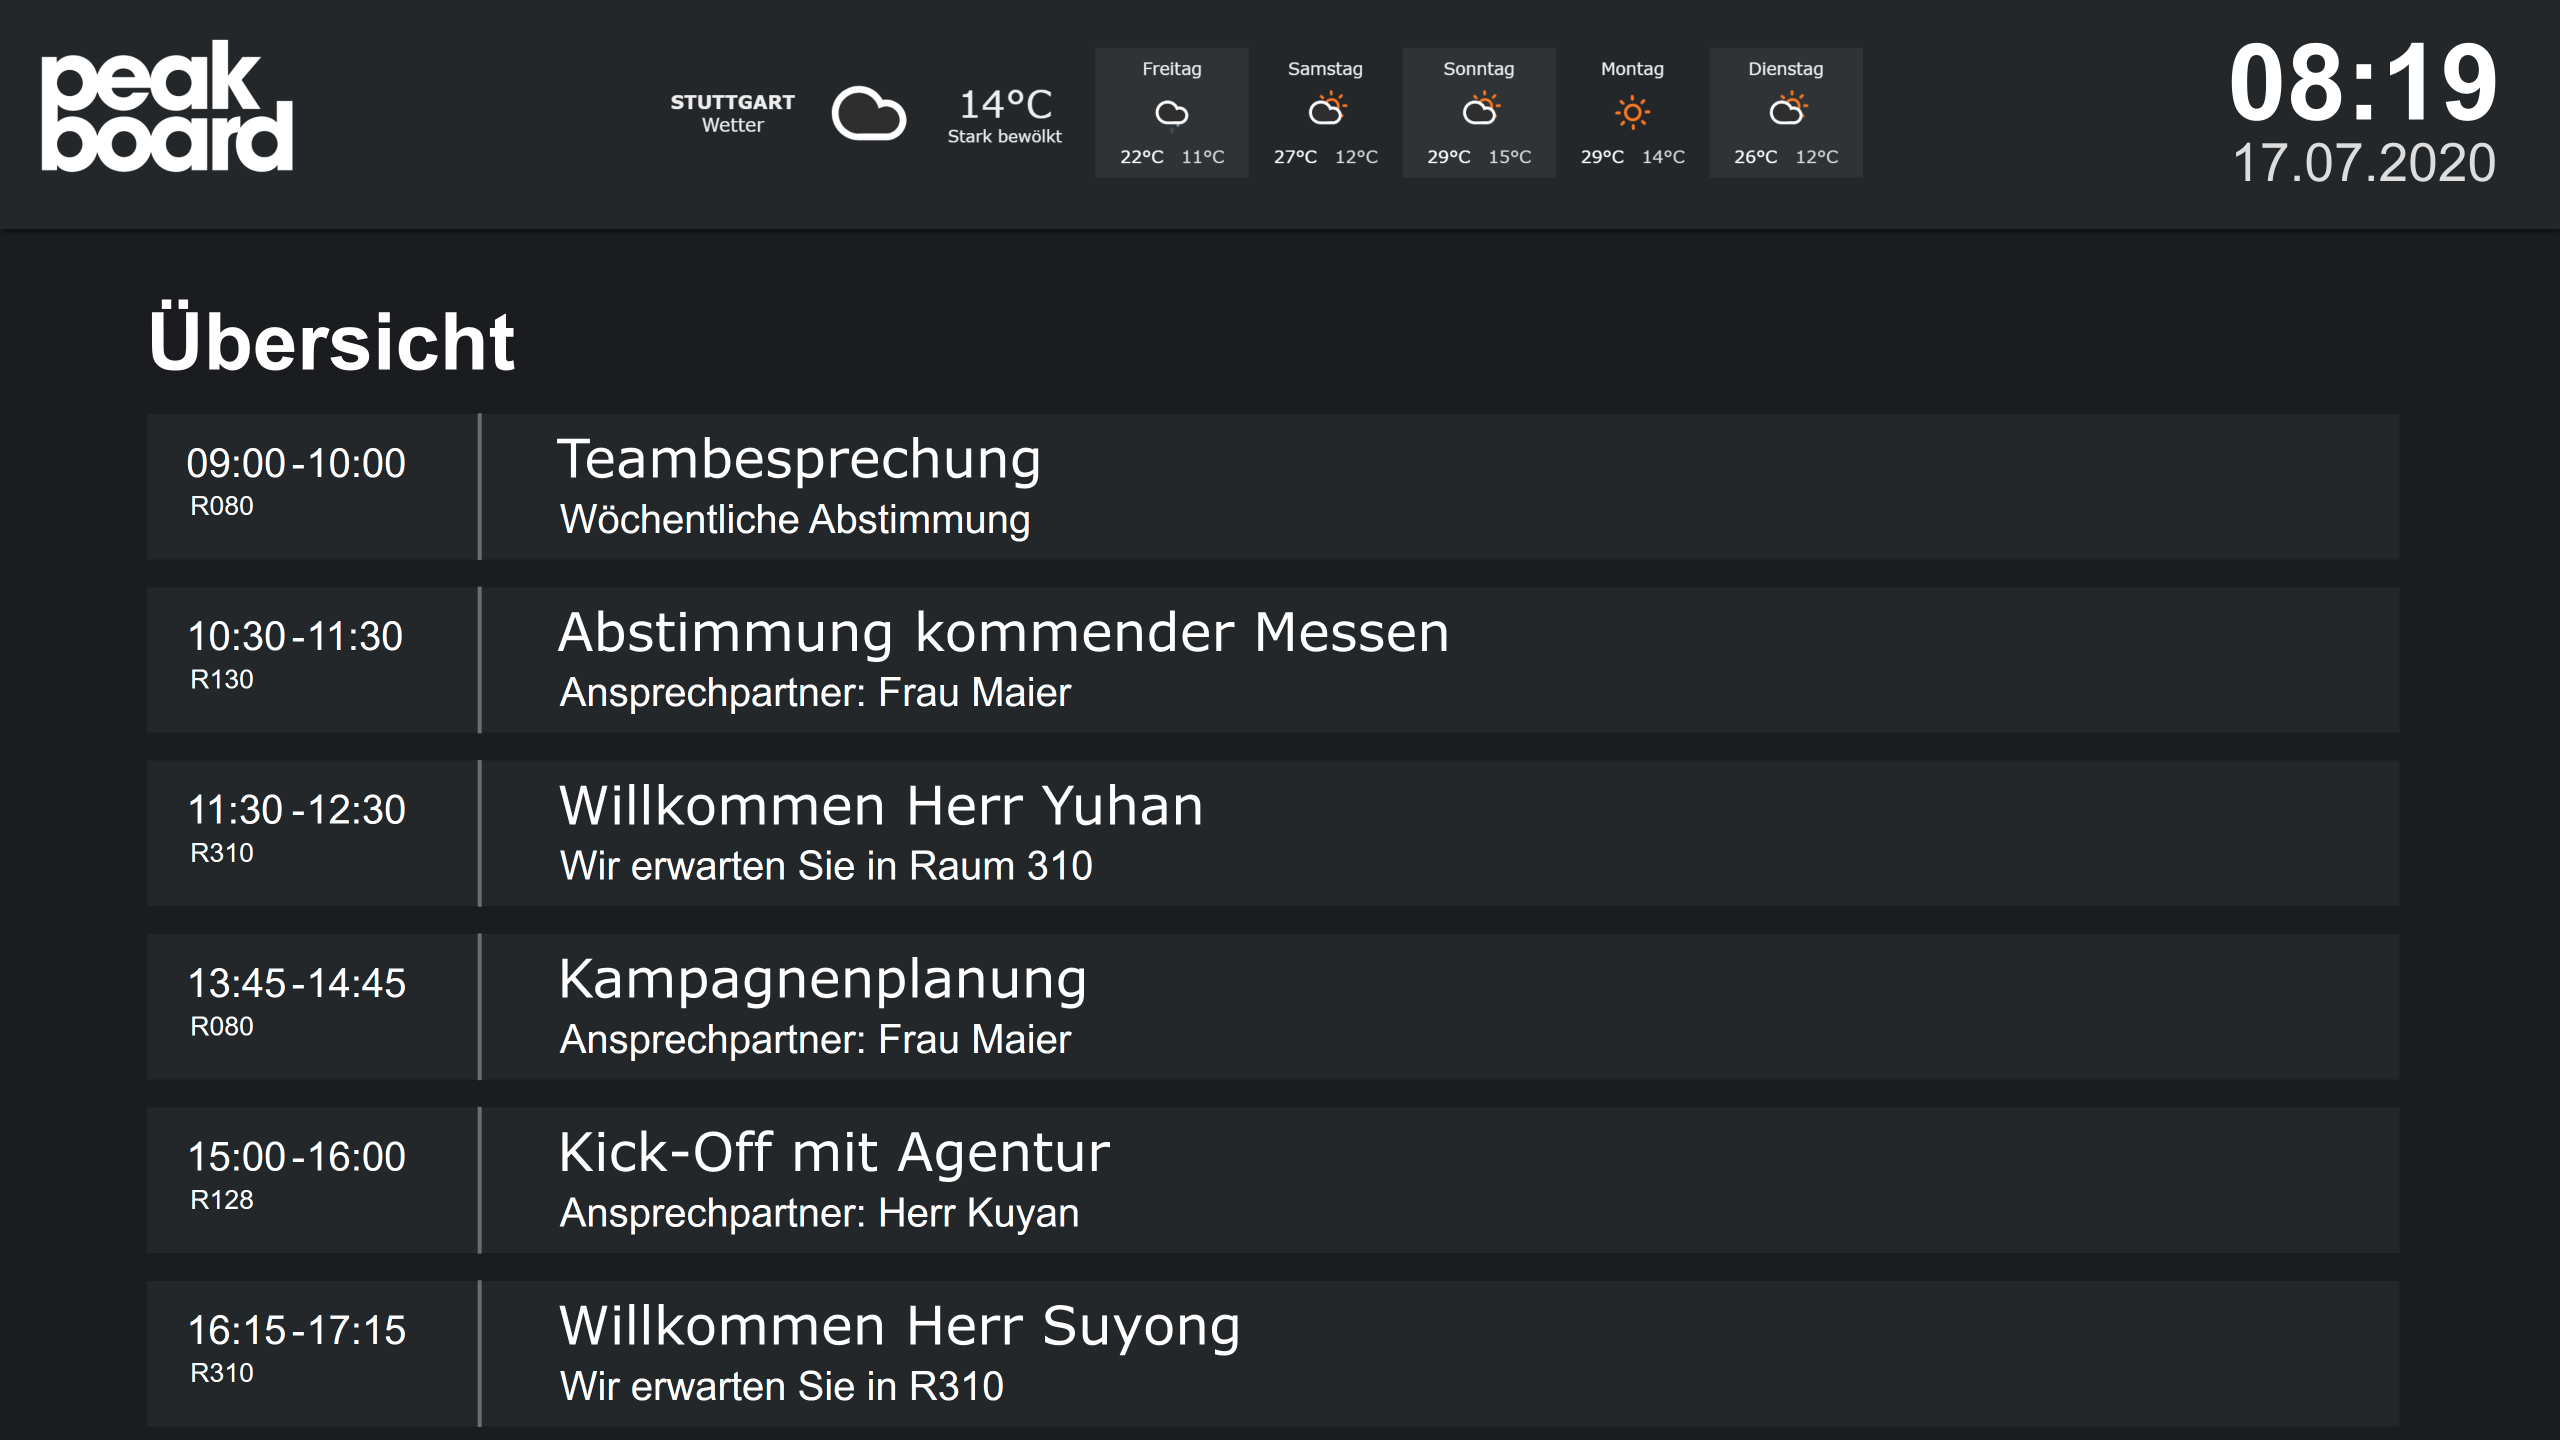 peak
board
STUTTGART
Wetter
14°C
Stark bewölkt
Freitag
22°C 11°C
Samstag
27°C 12°C
Sonntag
29°C 15°C
Montag
29°C 14°C
Dienstag
26°C 12°C
08:19
17.07.2020
Übersicht
09:00-10:00
R080
Teambesprechung
Wöchentliche Abstimmung
10:30-11:30
R130
Abstimmung kommender Messen
Ansprechpartner: Frau Maier
11:30-12:30
R310
Willkommen Herr Yuhan
Wir erwarten Sie in Raum 310
13:45-14:45
R080
Kampagnenplanung
Ansprechpartner: Frau Maier
15:00-16:00
R128
Kick-Off mit Agentur
Ansprechpartner: Herr Kuyan
16:15-17:15
R310
Willkommen Herr Suyong
Wir erwarten Sie in R310